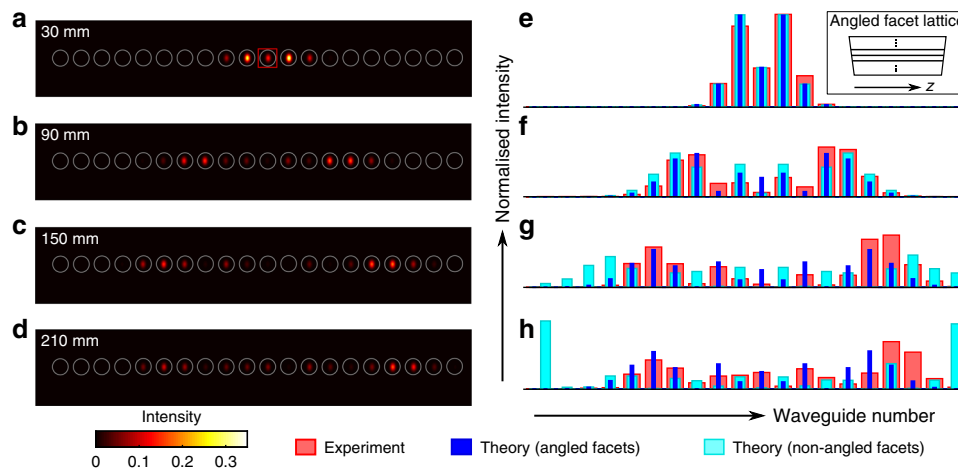 a
30 mm
b
90 mm
c
150 mm
d
210 mm
Intensity
0 0.1 0.2 0.3
e
Angled facet lattice
z
f
g
h
Normalised intensity
Waveguide number
Experiment
Theory (angled facets)
Theory (non-angled facets)